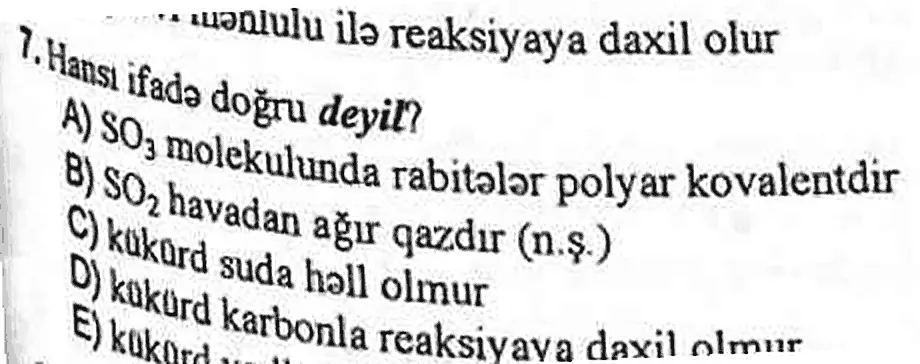 ilə reaksiyaya daxil olur
7. Hansı ifadə doğru deyil?
A) SO₃ molekulunda rabitələr polyar kovalentdir
B) SO₂ havadan ağır qazdır (n.ş.)
C) kükürd suda həll olmur
D) kükürd karbonla reaksiyaya daxil olmur
E) kükürd